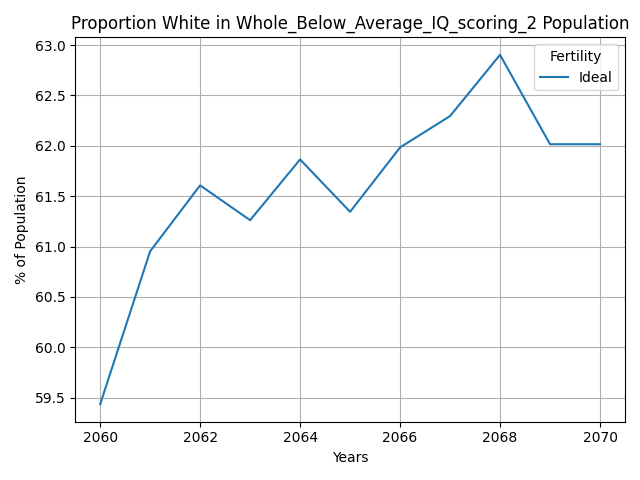 Proportion White in Whole_Below_Average_IQ_scoring_2 Population
Fertility
Ideal
% of Population
63.0
62.5
62.0
61.5
61.0
60.5
60.0
59.5
2060 2062 2064 2066 2068 2070
Years